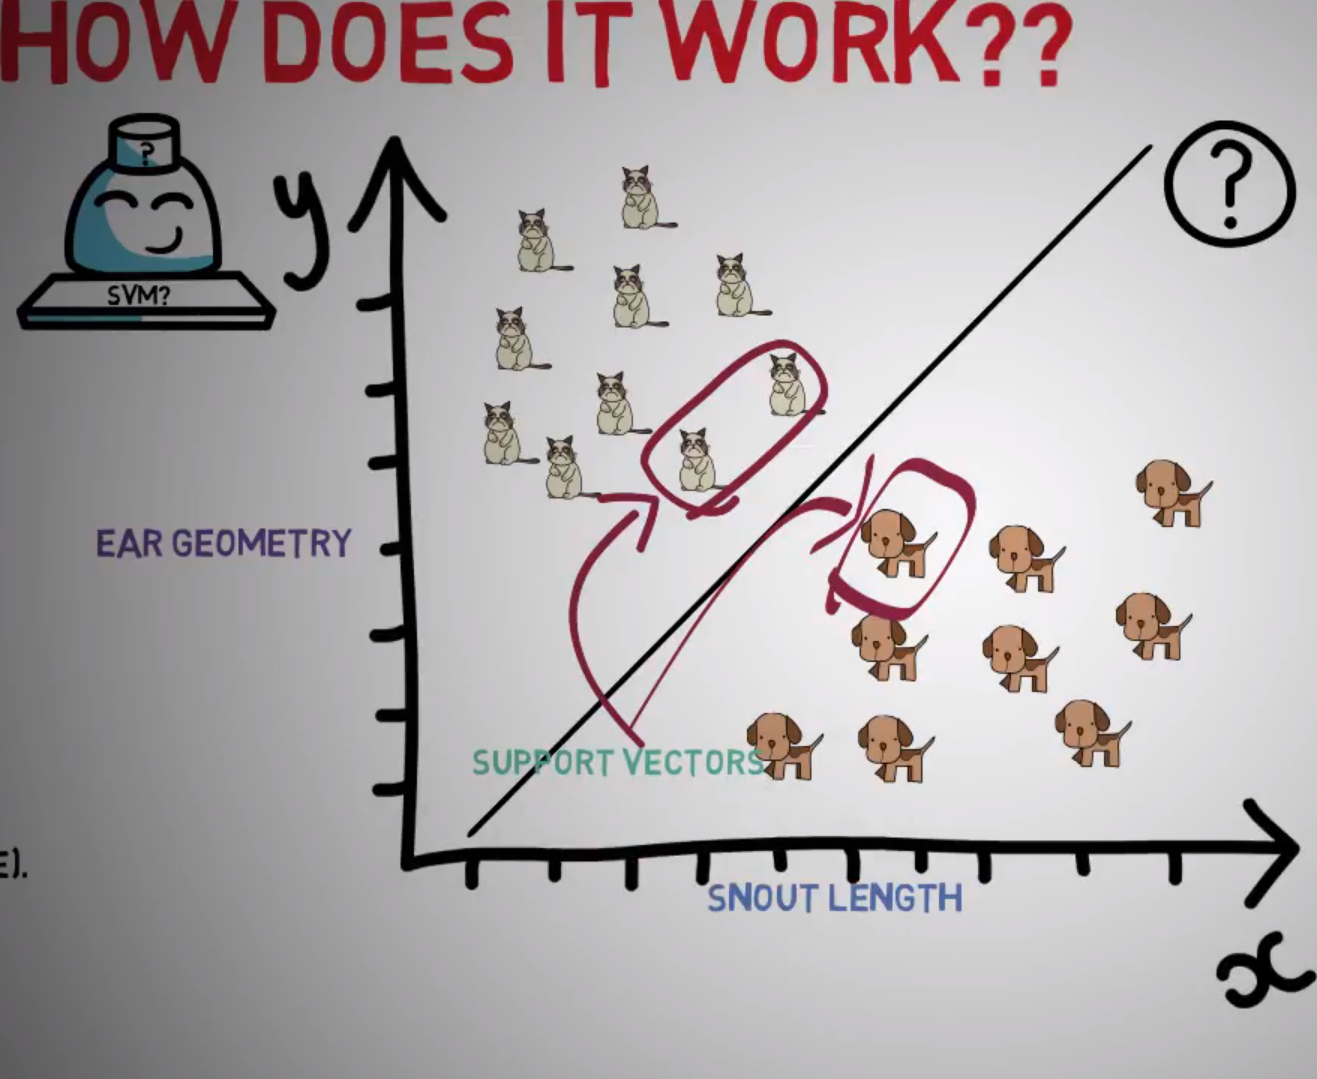 HOW DOES IT WORK??
?
SVM?
y
?
EAR GEOMETRY
SUPPORT VECTORS
E).
SNOUT LENGTH
x